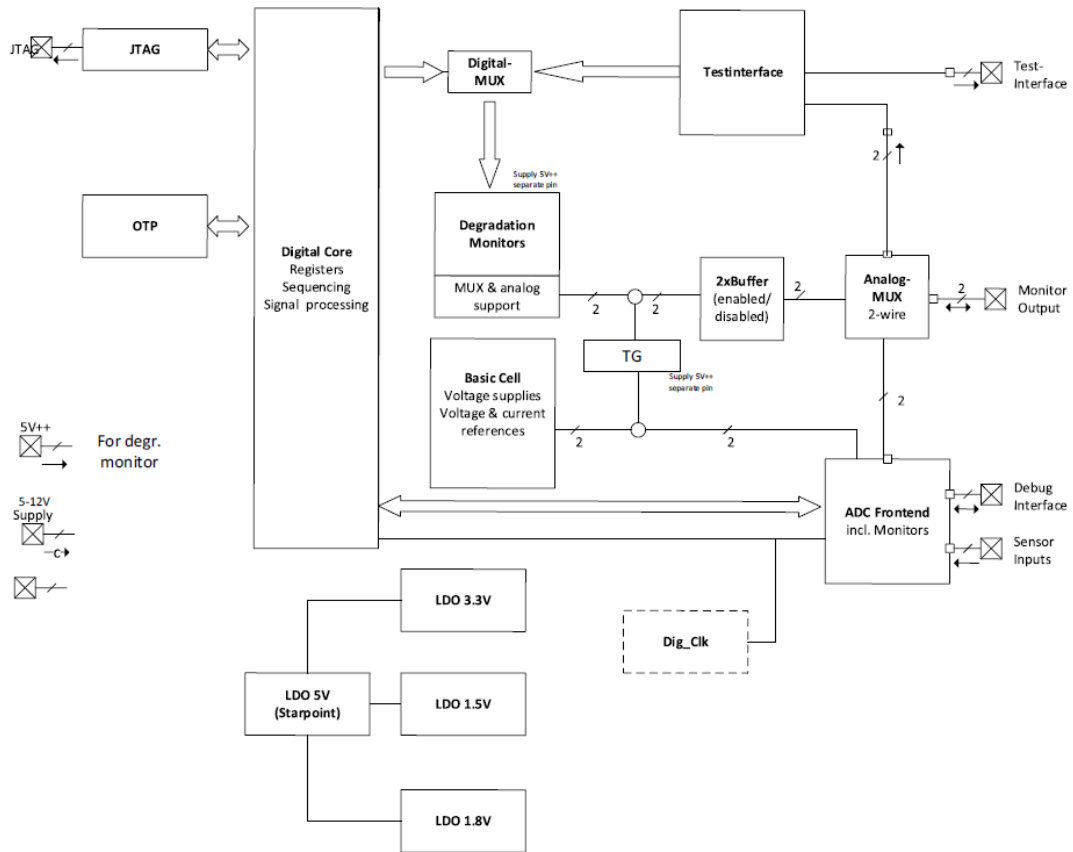 JTAG
JTAG
Digital-
MUX
Testinterface
Test-
Interface
2
Supply 5V++
separate pin
OTP
Degradation
Monitors
MUX & analog
support
Digital Core
Registers
Sequencing
Signal processing
2
2
2xBuffer
(enabled/
disabled)
2
Analog-
MUX
2-wire
2
Monitor
Output
TG
Supply 5V++
separate pin
Basic Cell
Voltage supplies
Voltage & current
references
2
2
2
5V++
For degr.
monitor
5-12V
Supply
C
ADC Frontend
incl. Monitors
Debug
Interface
Sensor
Inputs
LDO 3.3V
Dig_Clk
LDO 5V
(Starpoint)
LDO 1.5V
LDO 1.8V